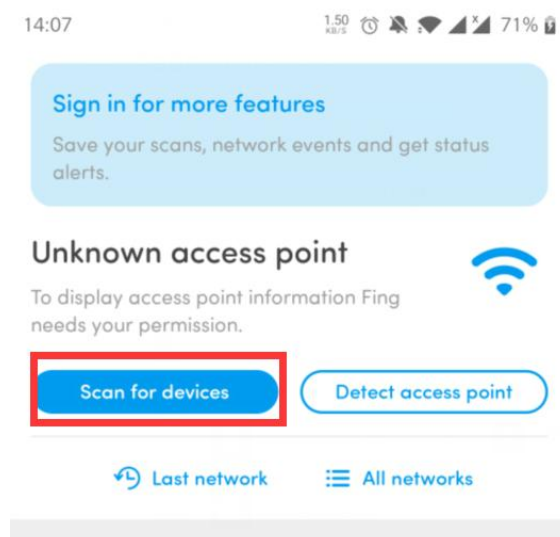 14:07
1.50
KB/S
x
71%
Sign in for more features
Save your scans, network events and get status
alerts.
Unknown access point
To display access point information Fing
needs your permission.
Scan for devices
Detect access point
Last network
All networks